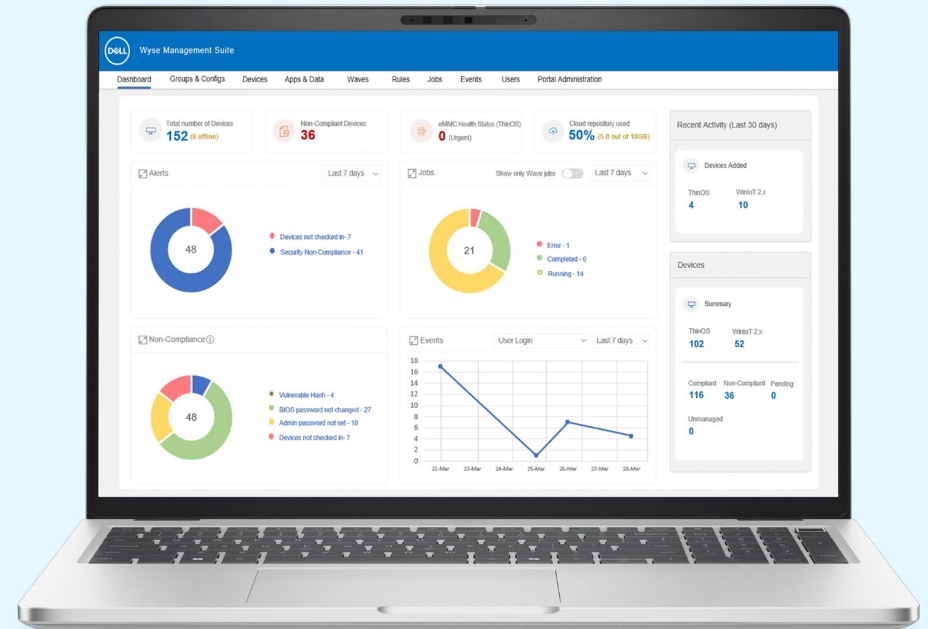 DELL
Wyse Management Suite
Dashboard Groups & Configs Devices Apps & Data Waves Rules Jobs Events Users Portal Administration
Total number of Devices
152 (8 offline)
Non-Compliant Devices
36
eMMC Health Status (ThinOS)
0 (Urgent)
Cloud repository used
50% (5.0 out of 10GB)
Alerts
Last 7 days
48
Devices not checked in- 7
Security Non-Compliance - 41
Jobs
Show only Wave jobs
Last 7 days
21
Error - 1
Completed - 6
Running - 14
Non-Compliance
48
Vulnerable Hash - 4
BIOS password not changed - 27
Admin password not set - 10
Devices not checked in- 7
Events
User Login
Last 7 days
18
16
14
12
10
8
6
4
2
0
22-Mar 23-Mar 24-Mar 25-Mar 26-Mar 27-Mar 28-Mar
Recent Activity (Last 30 days)
Devices Added
ThinOS WinIoT 2.x
4 10
Devices
Summary
ThinOS WinIoT 2.x
102 52
Compliant Non-Compliant Pending
116 36 0
Unmanaged
0